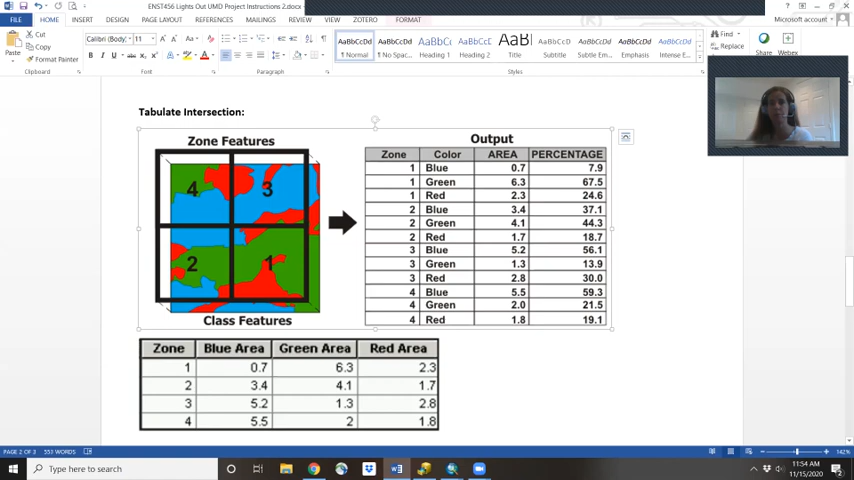 ENST456 Lights Out UMD Project Instructions 2.docx
Microsoft account
FILE HOME INSERT DESIGN PAGE LAYOUT REFERENCES MAILINGS REVIEW VIEW ZOTERO FORMAT
Cut
Copy
Format Painter
Paste
Clipboard
Calibri (Body) 11
Font
Paragraph
AaBbCcDd AaBbCcDd AaBbCc AaBbCcC AaBl AaBbCcD AaBbCcDd AaBbCcDd AaBbCcDd
1 Normal 1 No Spac... Heading 1 Heading 2 Title Subtitle Subtle Em... Emphasis Intense E...
Styles
Find
Replace
Share Webex
Tabulate Intersection:
Zone Features
4 3
2 1
Class Features
Output
Zone Color AREA PERCENTAGE
1 Blue 0.7 7.9
1 Green 6.3 67.5
1 Red 2.3 24.6
2 Blue 3.4 37.1
2 Green 4.1 44.3
2 Red 1.7 18.7
3 Blue 5.2 56.1
3 Green 1.3 13.9
3 Red 2.8 30.0
4 Blue 5.5 59.3
4 Green 2.0 21.5
4 Red 1.8 19.1
Zone Blue Area Green Area Red Area
1 0.7 6.3 2.3
2 3.4 4.1 1.7
3 5.2 1.3 2.8
4 5.5 2 1.8
PAGE 2 OF 3 553 WORDS
142%
Type here to search
11:54 AM
11/15/2020